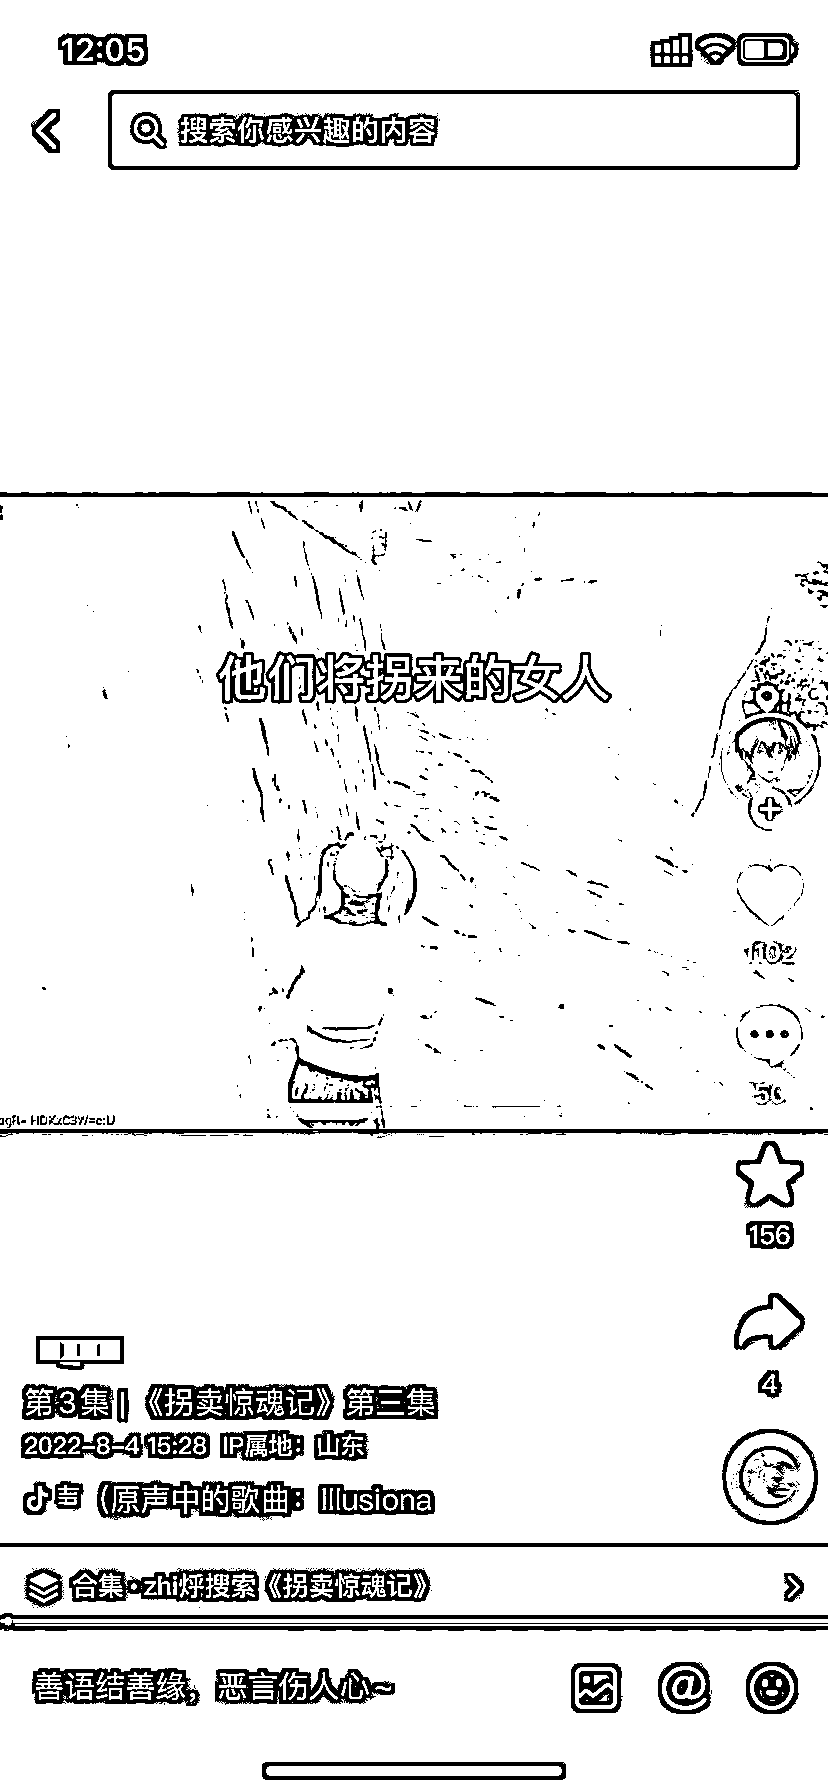 12:05
搜索你感兴趣的内容
他们将拐来的女人
102
50
156
4
第3集 | 《拐卖惊魂记》第三集
2022-8-4 15:28 IP属地：山东
(原声中的歌曲：Illusiona
合集·zhi烀搜索《拐卖惊魂记》
善语结善缘，恶言伤人心~